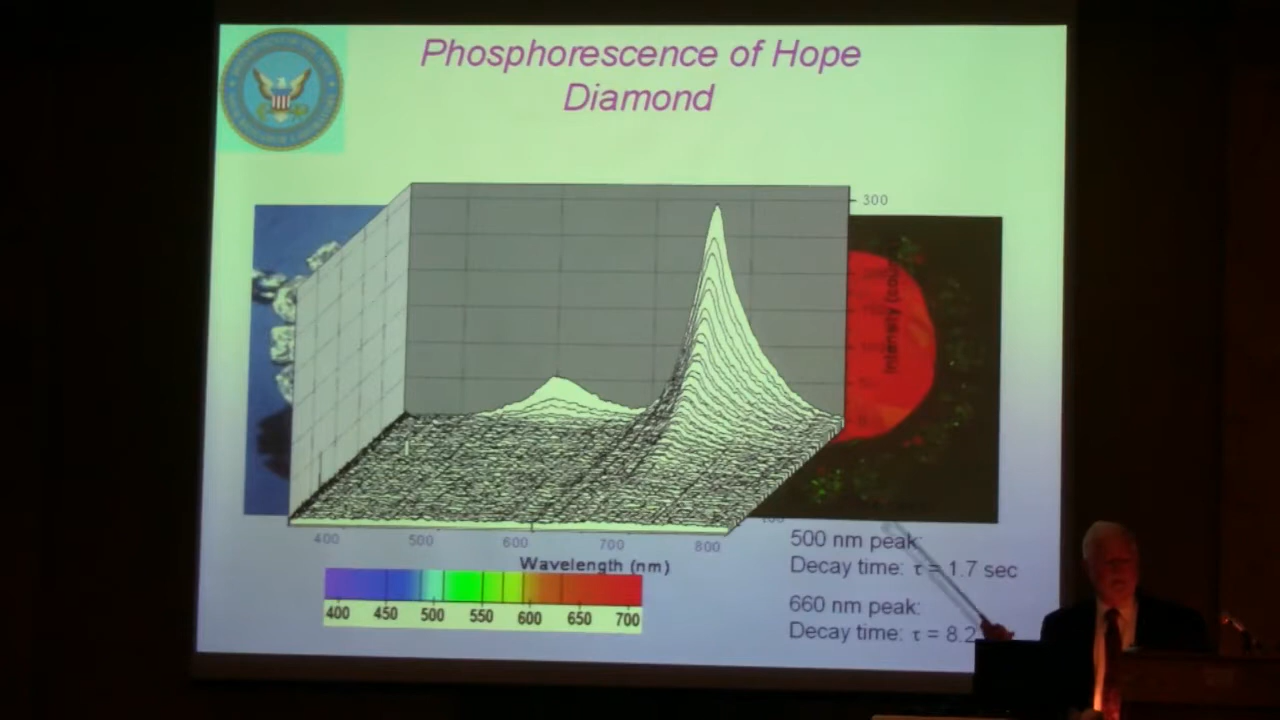 Phosphorescence of Hope
Diamond
300
Intensity (
400
500
600
700
800
Wavelength (nm)
400 450 500 550 600 650 700
500 nm peak:
Decay time: τ = 1.7 sec
660 nm peak:
Decay time: τ = 8.2